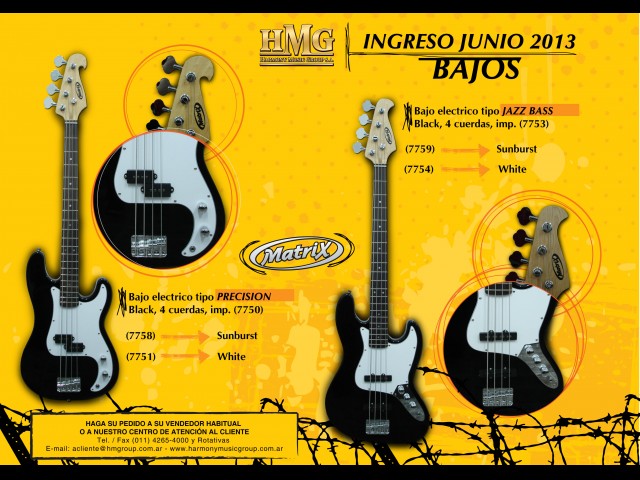 HMG
HARMONY MUSIC GROUP S.A.
INGRESO JUNIO 2013
BAJOS
Bajo electrico tipo JAZZ BASS
Black, 4 cuerdas, imp. (7753)
(7759) Sunburst
(7754) White
MatriX
Bajo electrico tipo PRECISION
Black, 4 cuerdas, imp. (7750)
(7758) Sunburst
(7751) White
HAGA SU PEDIDO A SU VENDEDOR HABITUAL
O A NUESTRO CENTRO DE ATENCIÓN AL CLIENTE
Tel. / Fax (011) 4265-4000 y Rotativas
E-mail: acliente@hmgroup.com.ar - www.harmonymusicgroup.com.ar